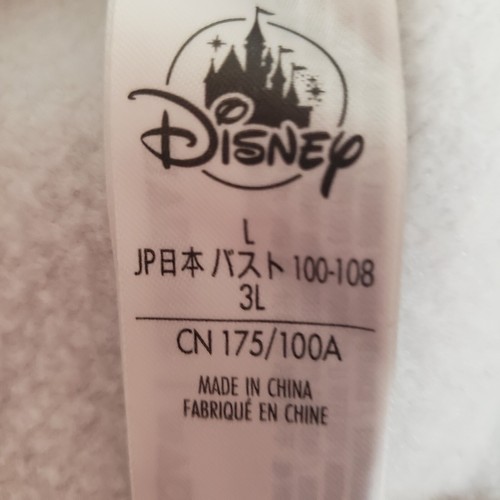 Disney
L
JP日本 バスト 100-108
3L
CN 175/100A
MADE IN CHINA
FABRIQUÉ EN CHINE